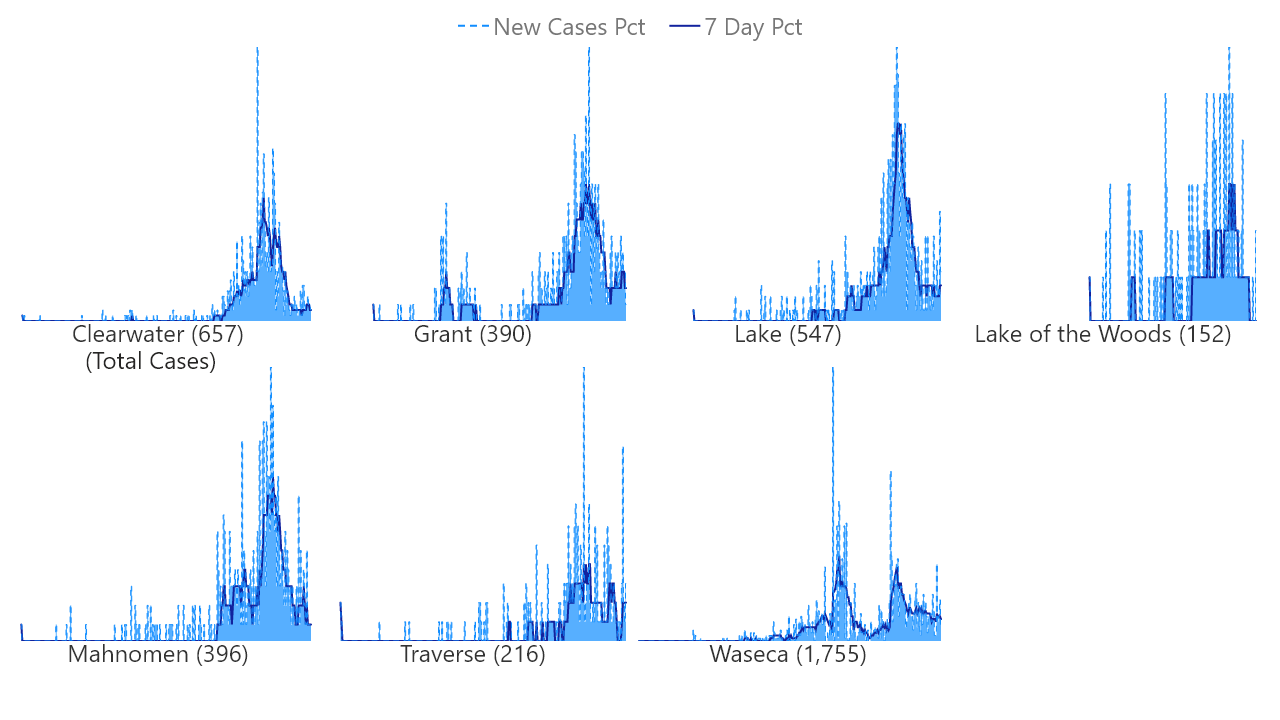 New Cases Pct 7 Day Pct
Clearwater (657) Grant (390) Lake (547) Lake of the Woods (152)
(Total Cases)
Mahnomen (396) Traverse (216) Waseca (1,755)